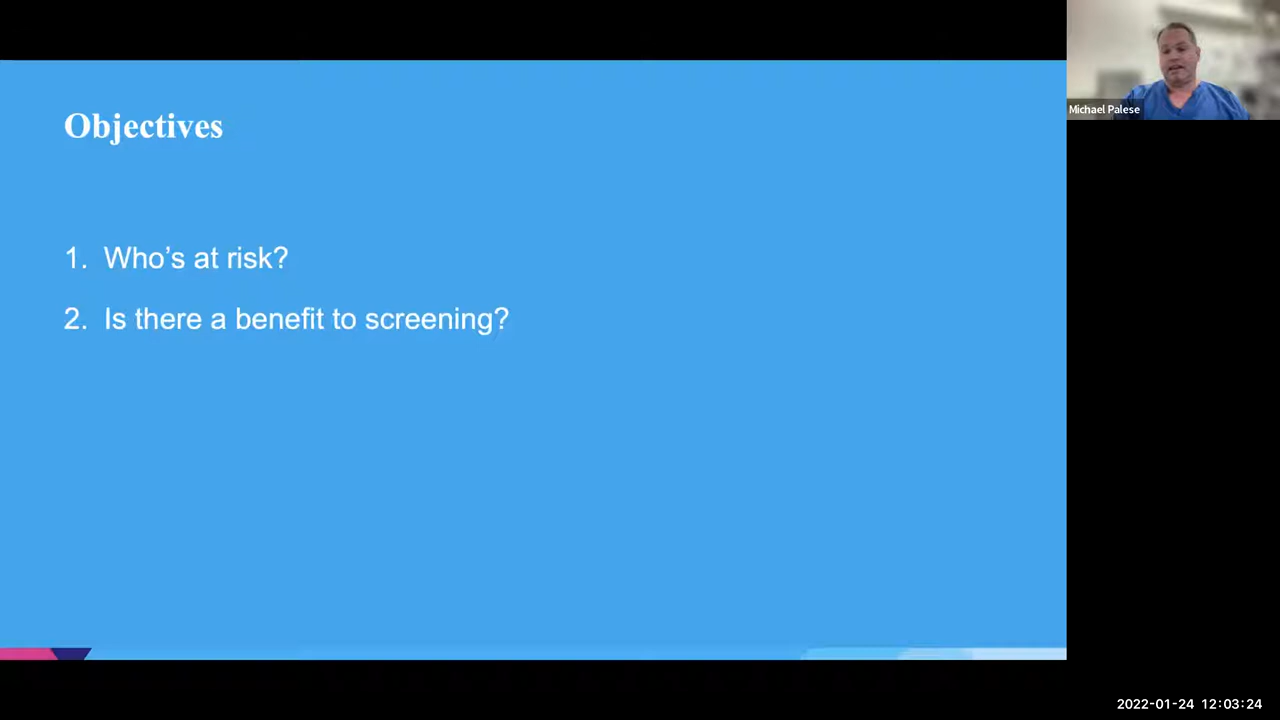 Objectives
1. Who's at risk?
2. Is there a benefit to screening?
Michael Palese
2022-01-24 12:03:24